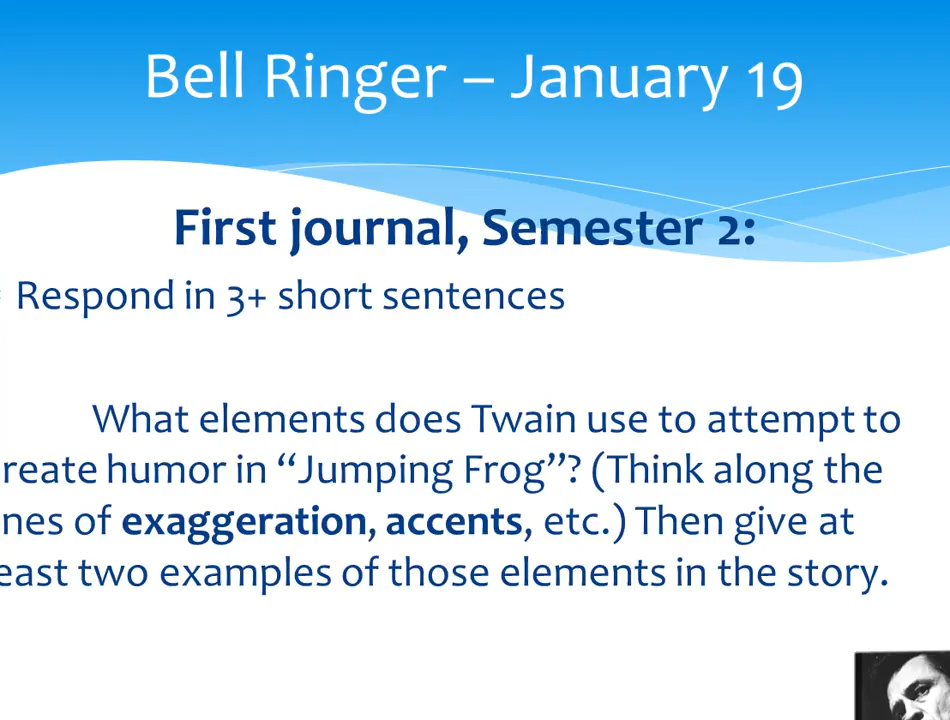 Bell Ringer – January 19
First journal, Semester 2:
Respond in 3+ short sentences
What elements does Twain use to attempt to
reate humor in “Jumping Frog”? (Think along the
nes of exaggeration, accents, etc.) Then give at
east two examples of those elements in the story.